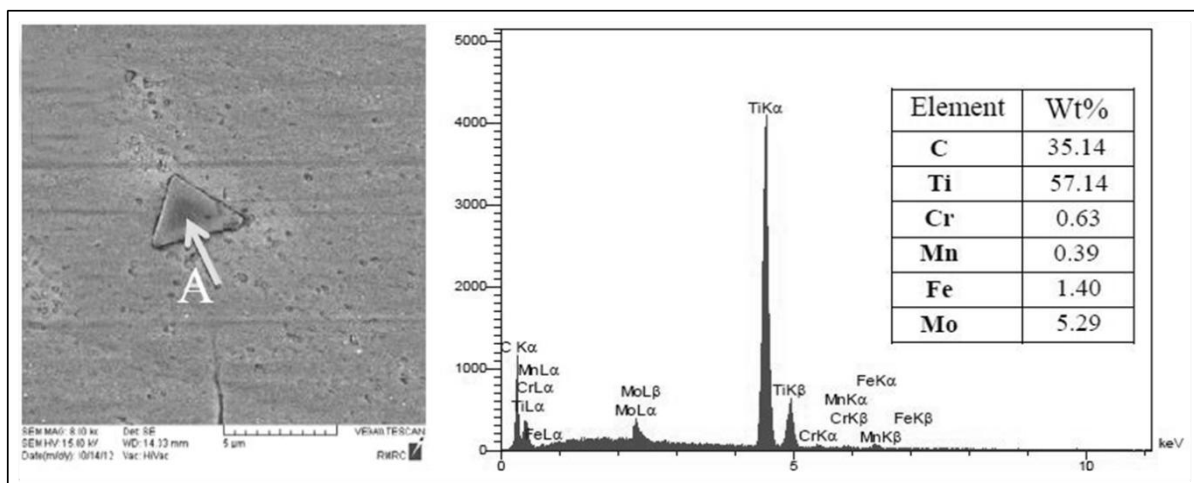 A
SEM MAG: 8.00 kx Det: SE
SEM HV: 15.00 kV WD: 14.33 mm
Date(m/d/y): 10/14/12 Vac: HiVac
5 µm
VEGA\\ TESCAN
RMRC
5000
4000
3000
2000
1000
0
TiKα
C Kα
MnLα
CrLα
TiLα
FeLα
MoLβ
MoLα
TiKβ
FeKα
MnKα
CrKβ
FeKβ
CrKα
MnKβ
keV
0
5
10
Element Wt%
C 35.14
Ti 57.14
Cr 0.63
Mn 0.39
Fe 1.40
Mo 5.29